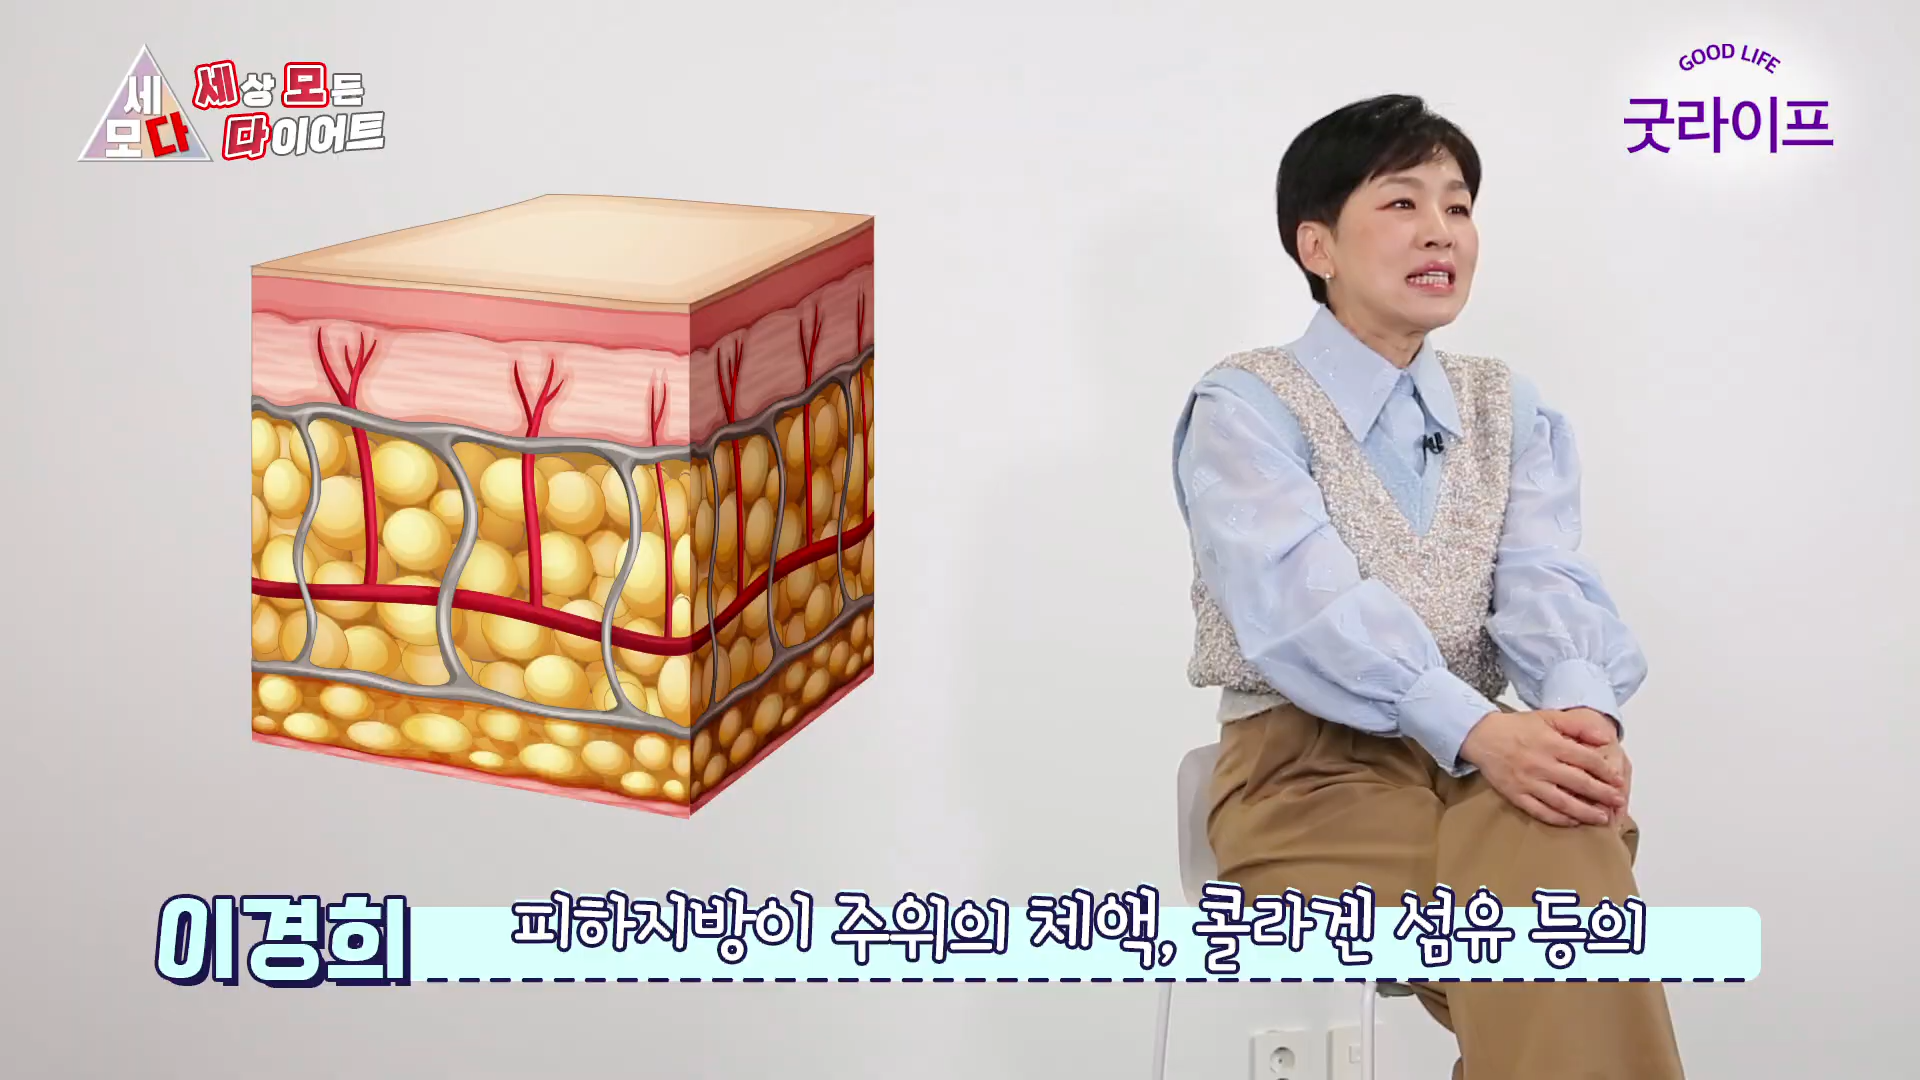 세모다
세상 모든
다이어트
GOOD LIFE
굿라이프
이경희
피하지방이 주위의 체액, 콜라겐 섬유 등의